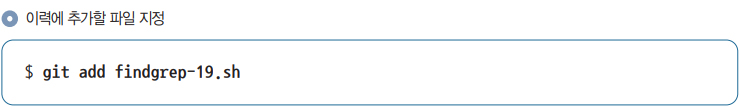 이력에 추가할 파일 지정
$ git add findgrep-19.sh